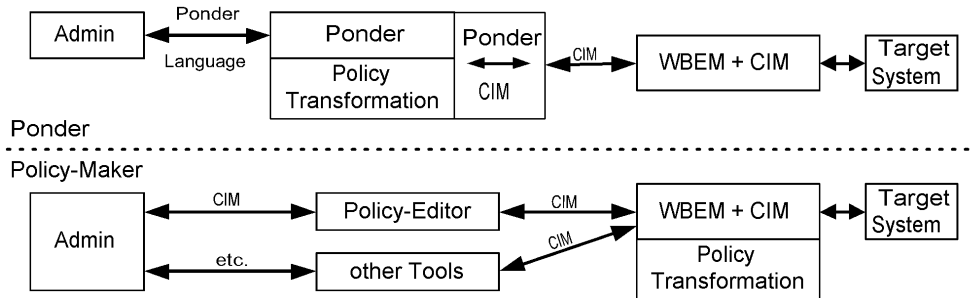 Admin
Ponder
Language
Ponder
Policy
Transformation
Ponder
CIM
CIM
WBEM + CIM
Target
System
Ponder
Policy-Maker
Admin
CIM
Policy-Editor
CIM
WBEM + CIM
Target
System
etc.
other Tools
CIM
Policy
Transformation